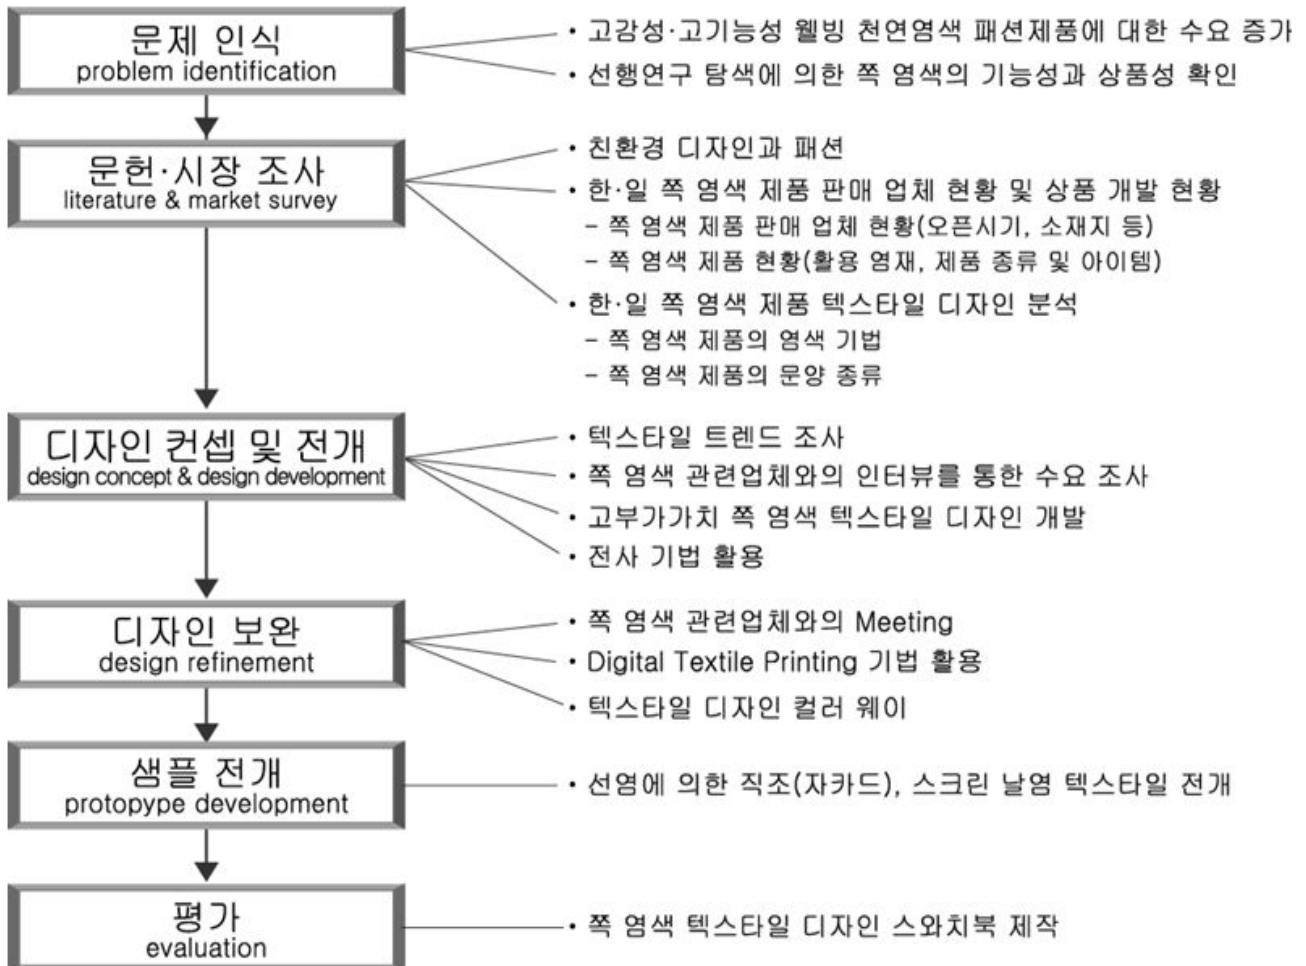 문제 인식
problem identification
• 고감성·고기능성 웰빙 천연염색 패션제품에 대한 수요 증가
• 선행연구 탐색에 의한 쪽 염색의 기능성과 상품성 확인
문헌·시장 조사
literature & market survey
• 친환경 디자인과 패션
• 한·일 쪽 염색 제품 판매 업체 현황 및 상품 개발 현황
– 쪽 염색 제품 판매 업체 현황(오픈시기, 소재지 등)
– 쪽 염색 제품 현황(활용 염재, 제품 종류 및 아이템)
• 한·일 쪽 염색 제품 텍스타일 디자인 분석
– 쪽 염색 제품의 염색 기법
– 쪽 염색 제품의 문양 종류
디자인 컨셉 및 전개
design concept & design development
• 텍스타일 트렌드 조사
• 쪽 염색 관련업체와의 인터뷰를 통한 수요 조사
• 고부가가치 쪽 염색 텍스타일 디자인 개발
• 전사 기법 활용
디자인 보완
design refinement
• 쪽 염색 관련업체와의 Meeting
• Digital Textile Printing 기법 활용
• 텍스타일 디자인 컬러 웨이
샘플 전개
protopype development
• 선염에 의한 직조(자카드), 스크린 날염 텍스타일 전개
평가
evaluation
• 쪽 염색 텍스타일 디자인 스와치북 제작